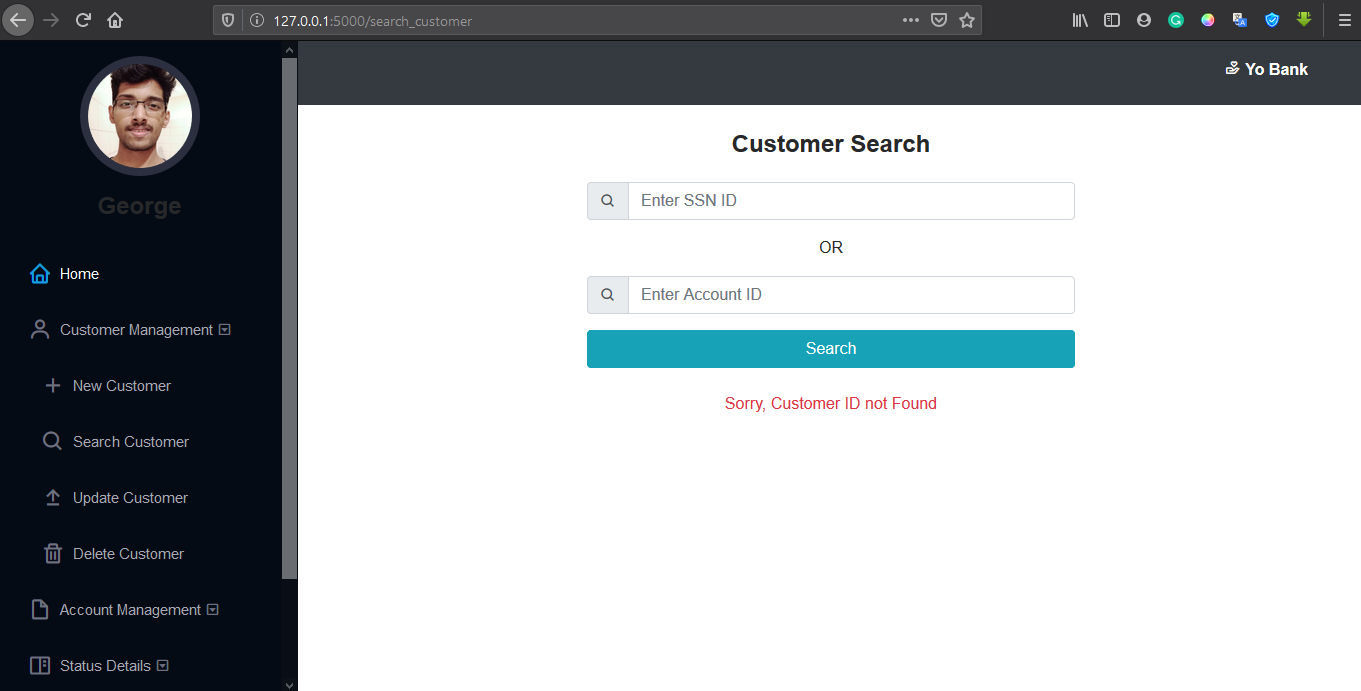 127.0.0.1:5000/search_customer
Yo Bank
George
Home
Customer Management
New Customer
Search Customer
Update Customer
Delete Customer
Account Management
Status Details
Customer Search
Enter SSN ID
OR
Enter Account ID
Search
Sorry, Customer ID not Found